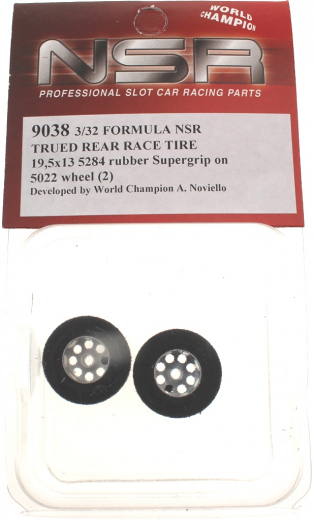 WORLD
CHAMPION
NSR
PROFESSIONAL SLOT CAR RACING PARTS
9038 3/32 FORMULA NSR
TRUED REAR RACE TIRE
19,5x13 5284 rubber Supergrip on
5022 wheel (2)
Developed by World Champion A. Noviello